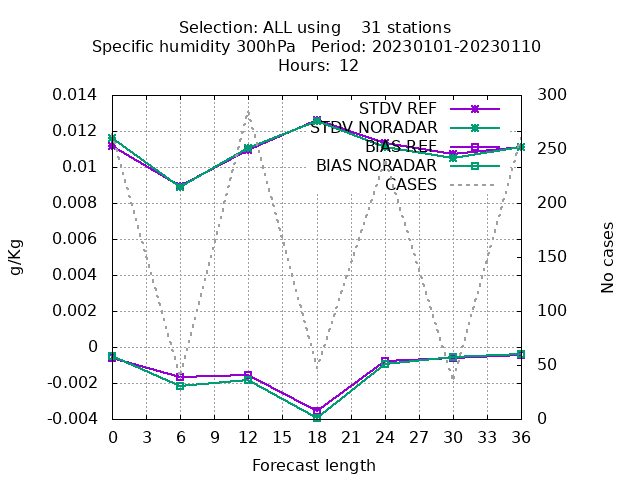 Selection: ALL using    31 stations
Specific humidity 300hPa   Period: 20230101-20230110
Hours: 12
STDV REF
STDV NORADAR
BIAS REF
BIAS NORADAR
CASES
0.014
0.012
0.01
0.008
0.006
0.004
0.002
0
-0.002
-0.004
g/Kg
300
250
200
150
100
50
0
No cases
0 3 6 9 12 15 18 21 24 27 30 33 36
Forecast length